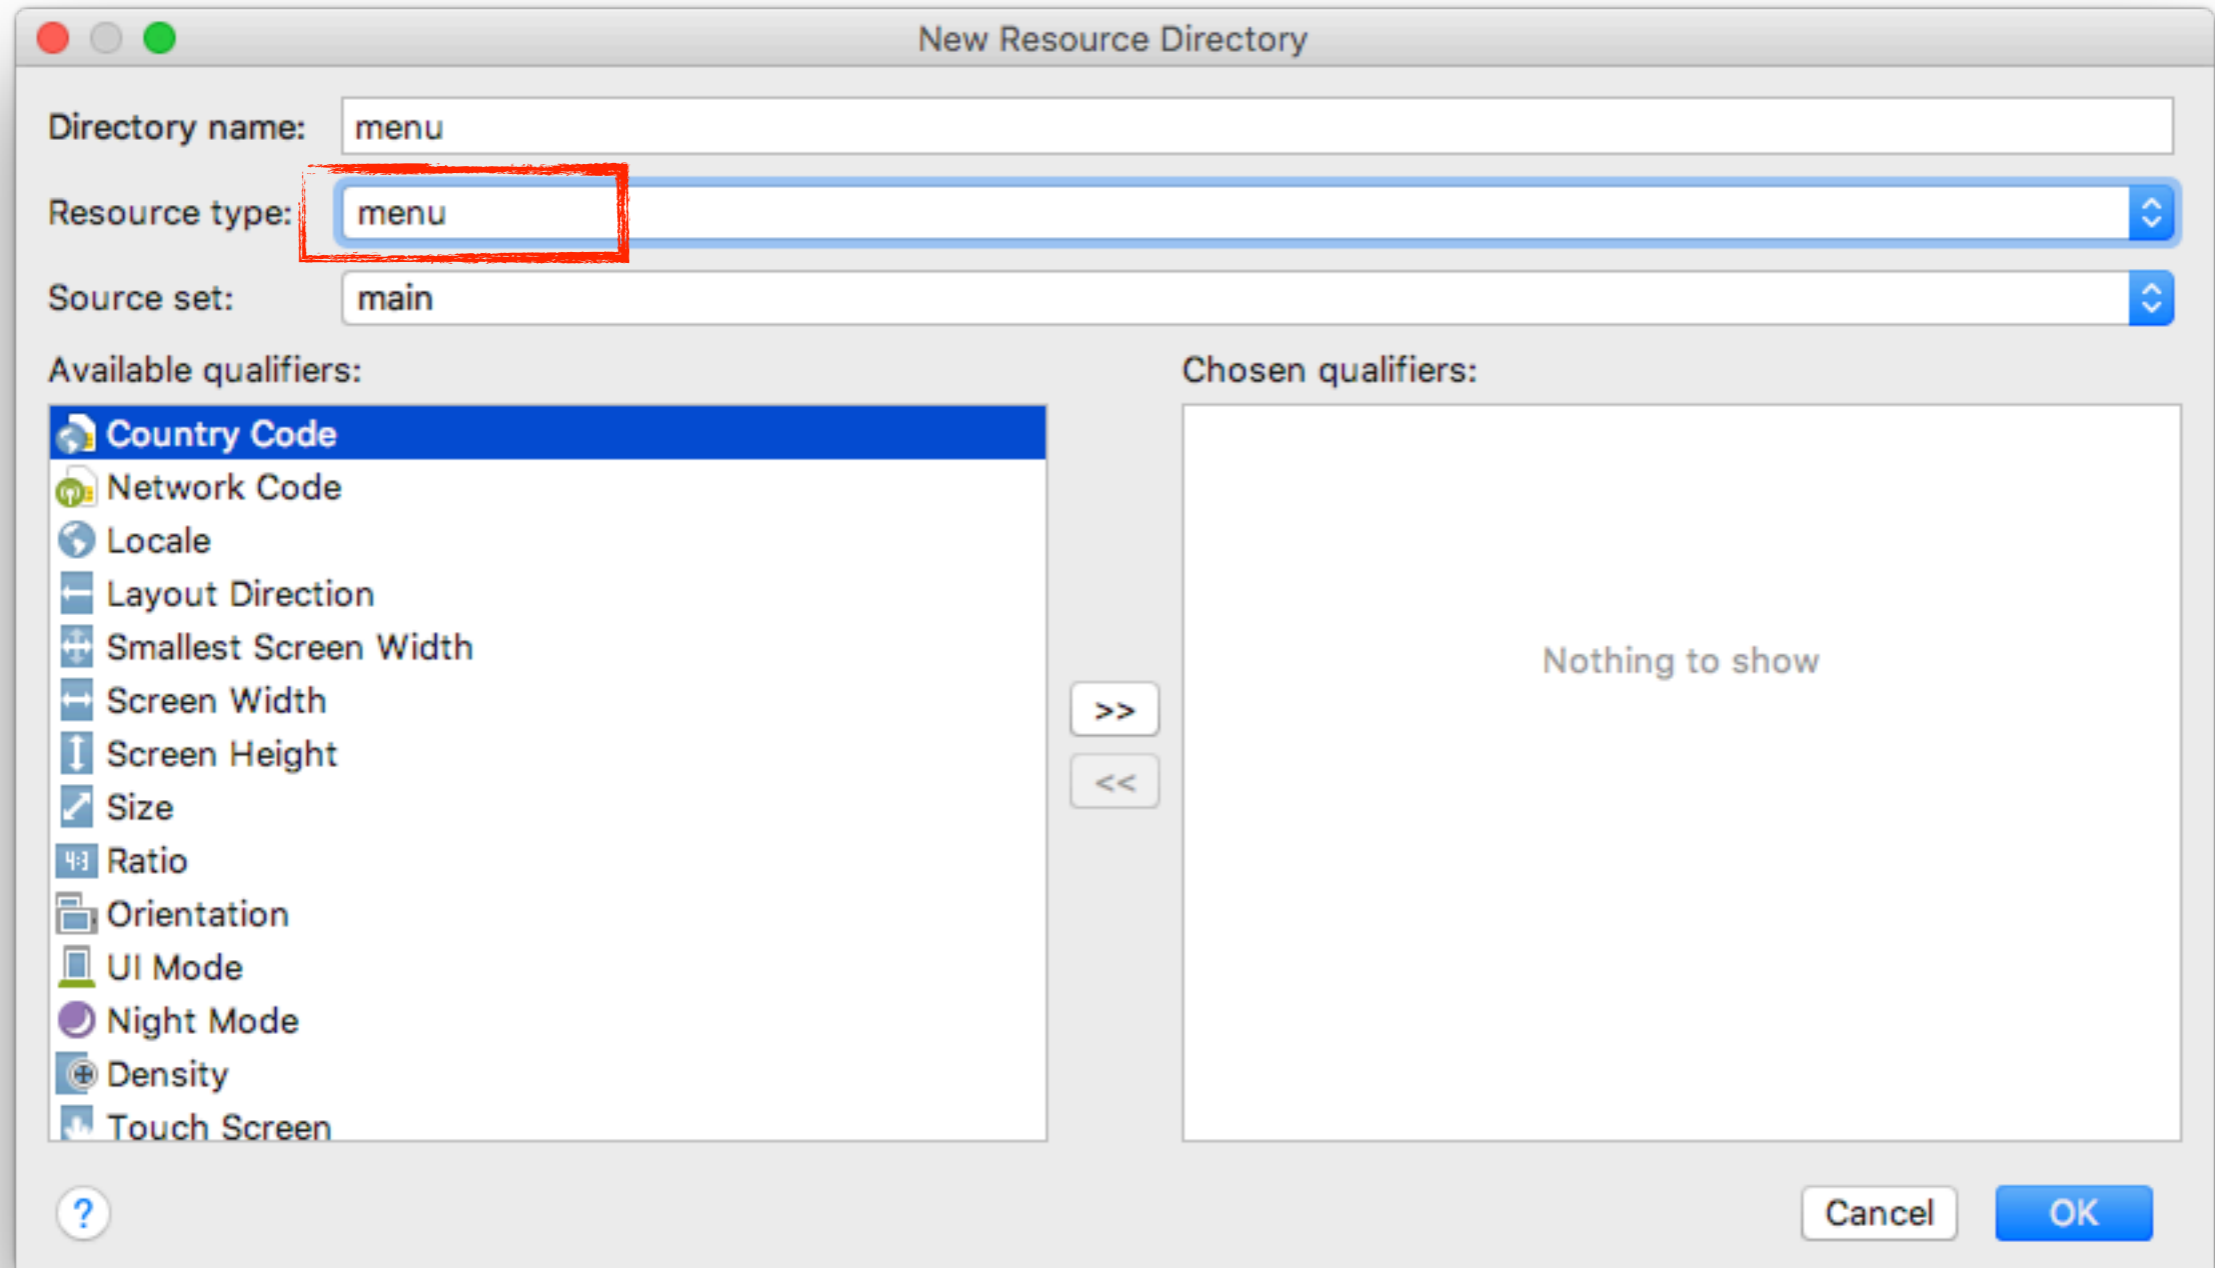 New Resource Directory
Directory name: menu
Resource type: menu
Source set: main
Available qualifiers:
Country Code
Network Code
Locale
Layout Direction
Smallest Screen Width
Screen Width
Screen Height
Size
4:3 Ratio
Orientation
UI Mode
Night Mode
Density
Touch Screen
>>
<<
Chosen qualifiers:
Nothing to show
?
Cancel
OK